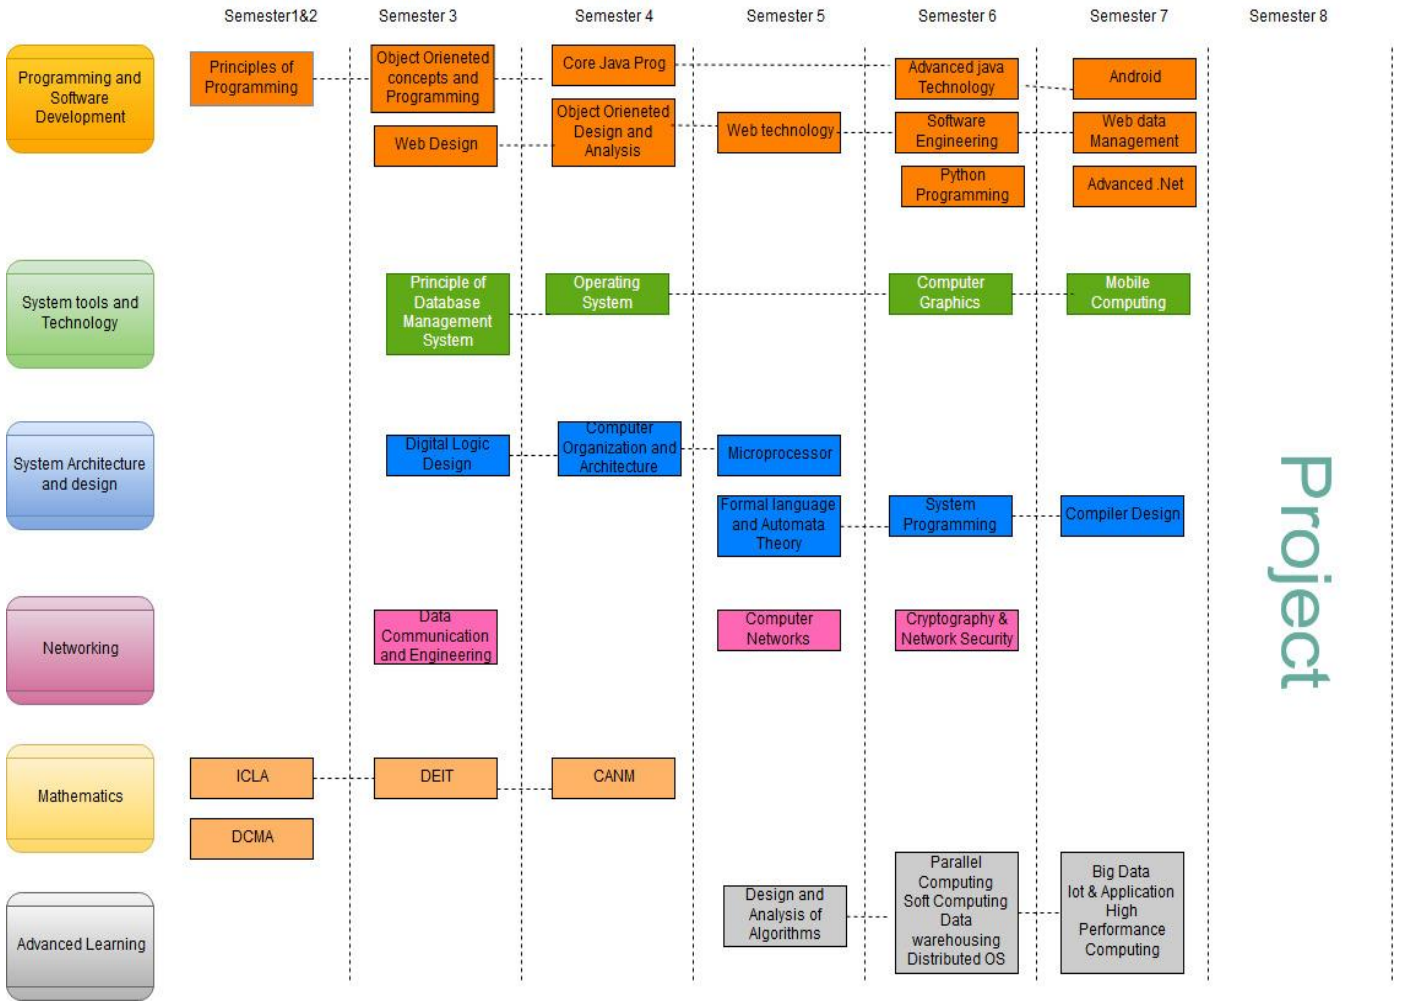 Semester1&2
Semester 3
Semester 4
Semester 5
Semester 6
Semester 7
Semester 8
Programming and
Software
Development
Principles of
Programming
Object Orieneted
concepts and
Programming
Web Design
Core Java Prog
Object Orieneted
Design and
Analysis
Web technology
Advanced java
Technology
Software
Engineering
Python
Programming
Android
Web data
Management
Advanced .Net
System tools and
Technology
Principle of
Database
Management
System
Operating
System
Computer
Graphics
Mobile
Computing
System Architecture
and design
Digital Logic
Design
Computer
Organization and
Architecture
Microprocessor
Formal language
and Automata
Theory
System
Programming
Compiler Design
Project
Networking
Data
Communication
and Engineering
Computer
Networks
Cryptography &
Network Security
Mathematics
ICLA
DEIT
CANM
DCMA
Advanced Learning
Design and
Analysis of
Algorithms
Parallel
Computing
Soft Computing
Data
warehousing
Distributed OS
Big Data
Iot & Application
High
Performance
Computing